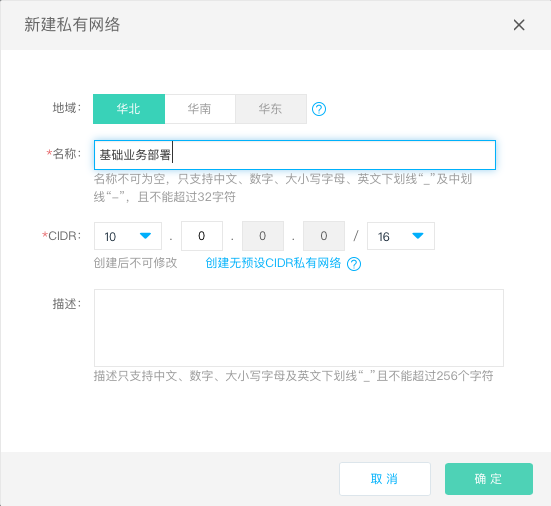 新建私有网络
地域： 华北 华南 华东
*名称： 基础业务部署
名称不可为空，只支持中文、数字、大小写字母、英文下划线“_”及中划
线“-”，且不能超过32字符
*CIDR： 10 . 0 . 0 . 0 / 16
创建后不可修改 创建无预设CIDR私有网络
描述：
描述只支持中文、数字、大小写字母及英文下划线“_”且不能超过256个字符
取消 确定